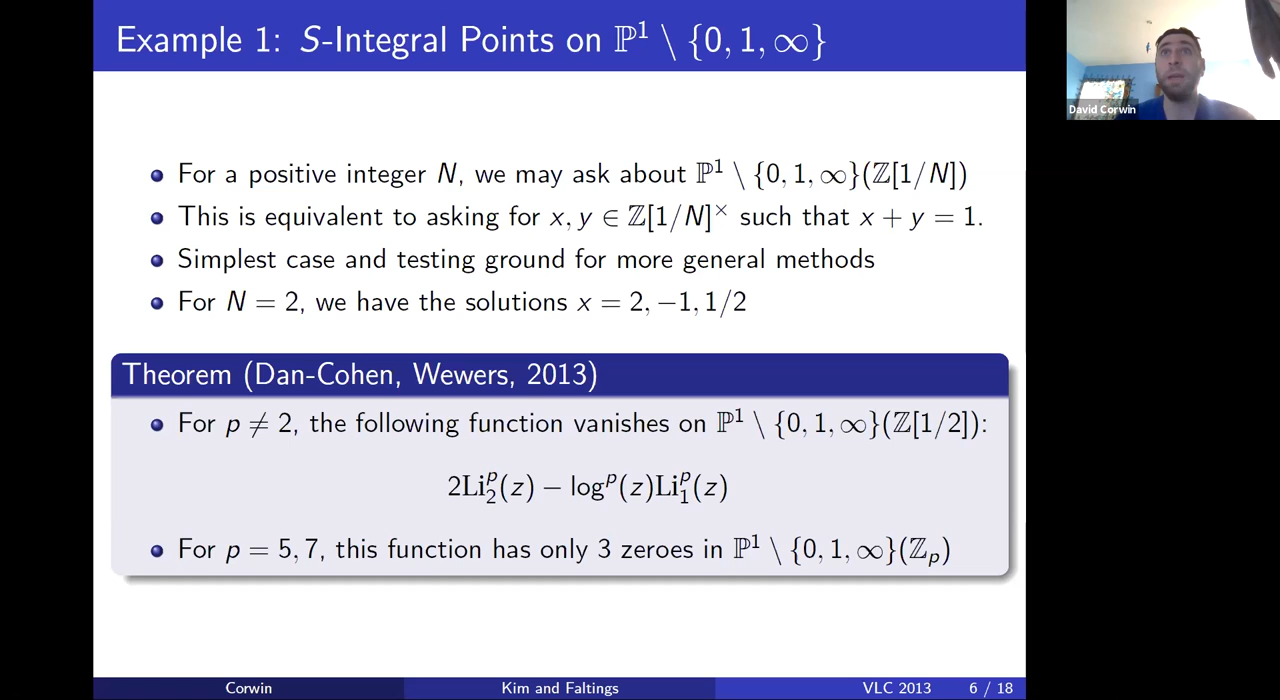 Example 1: S-Integral Points on ℙ¹ \ {0, 1, ∞}
David Corwin
• For a positive integer N, we may ask about ℙ¹ \ {0, 1, ∞}(ℤ[1/N])
• This is equivalent to asking for x, y ∈ ℤ[1/N]× such that x + y = 1.
• Simplest case and testing ground for more general methods
• For N = 2, we have the solutions x = 2, −1, 1/2
Theorem (Dan-Cohen, Wewers, 2013)
• For p ≠ 2, the following function vanishes on ℙ¹ \ {0, 1, ∞}(ℤ[1/2]):
2Li₂ᵖ(z) − logᵖ(z)Li₁ᵖ(z)
• For p = 5, 7, this function has only 3 zeroes in ℙ¹ \ {0, 1, ∞}(ℤₚ)
Corwin Kim and Faltings VLC 2013 6 / 18